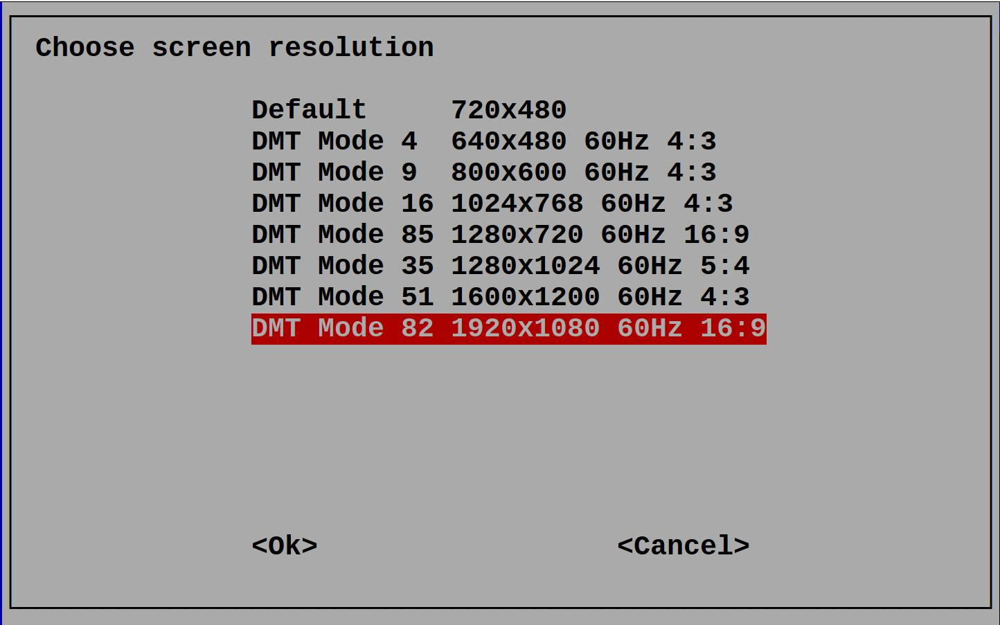 Choose screen resolution
Default     720x480
DMT Mode 4  640x480 60Hz 4:3
DMT Mode 9  800x600 60Hz 4:3
DMT Mode 16 1024x768 60Hz 4:3
DMT Mode 85 1280x720 60Hz 16:9
DMT Mode 35 1280x1024 60Hz 5:4
DMT Mode 51 1600x1200 60Hz 4:3
DMT Mode 82 1920x1080 60Hz 16:9
<Ok> <Cancel>